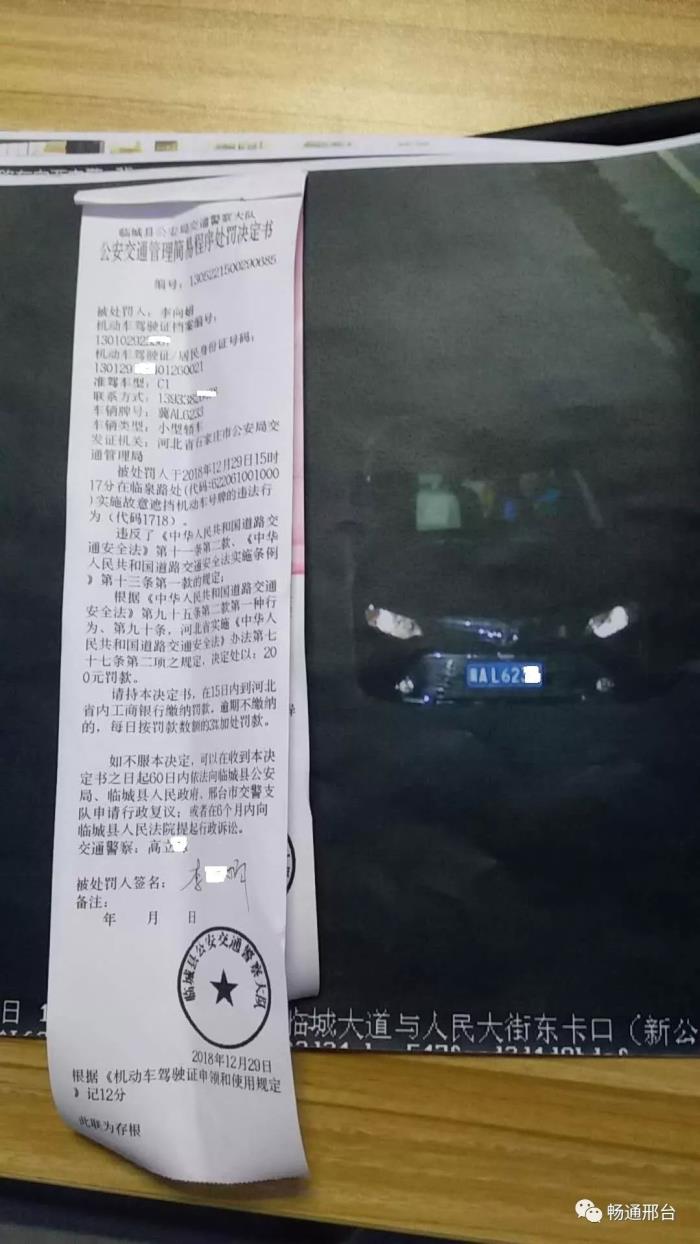 临城县公安局交通警察大队
公安交通管理简易程序处罚决定书
编号：1305221500290685
被处罚人：李向娟
机动车驾驶证档案编号：
13010202
机动车驾驶证/居民身份证号码：
13012901260021
准驾车型：C1
联系方式：139338
车辆牌号：冀AL6233
车辆类型：小型轿车
发证机关：河北省石家庄市公安局交
通管理局
被处罚人于2018年12月29日15时
17分在临泉路处(代码:622061001000
)实施故意遮挡机动车号牌的违法行
为（代码1718）。
违反了《中华人民共和国道路交
通安全法》第十一条第二款、《中华
人民共和国道路交通安全法实施条例
》第十三条第一款的规定;
根据《中华人民共和国道路交通
安全法》第九十五条第二款第一种行
为、第九十条，河北省实施《中华人
民共和国道路交通安全法》办法第七
十七条第二项之规定，决定处以：20
0元罚款。
请持本决定书，在15日内到河北
省内工商银行缴纳罚款，逾期不缴纳
的，每日按罚款数额的3%加处罚款。
如不服本决定，可以在收到本决
定书之日起60日内依法向临城县公安
局、临城县人民政府、邢台市交警支
队申请行政复议；或者在6个月内向
临城县人民法院提起行政诉讼。
交通警察：高立
被处罚人签名：李
备注：
年 月 日
临城县公安交通警察大队
2018年12月29日
根据《机动车驾驶证申领和使用规定
》记12分
此联为存根
冀AL62
临城大道与人民大街东卡口（新公
畅通邢台